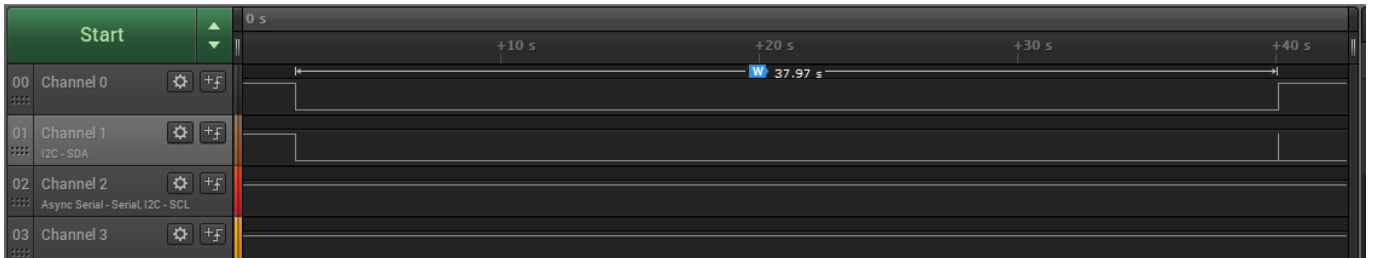 Start
0 s
+10 s
+20 s
+30 s
+40 s
00 Channel 0
W 37.97 s
01 Channel 1
I2C - SDA
02 Channel 2
Async Serial - Serial, I2C - SCL
03 Channel 3